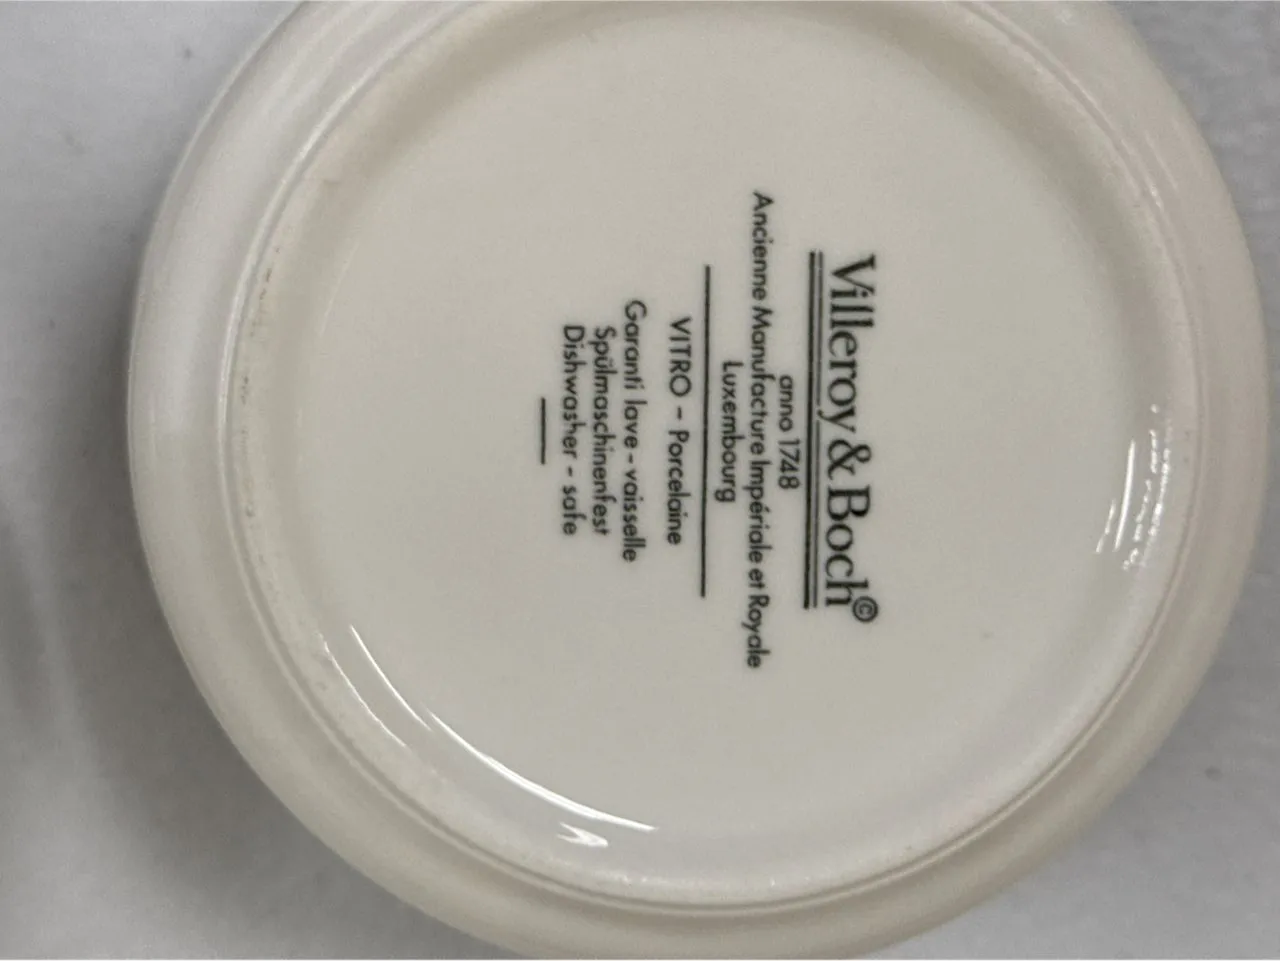 Villeroy & Boch©
anno 1748
Ancienne Manufacture Impériale et Royale
Luxembourg
VITRO - Porcelaine
Garanti lave-vaisselle
Spülmaschinenfest
Dishwasher - safe